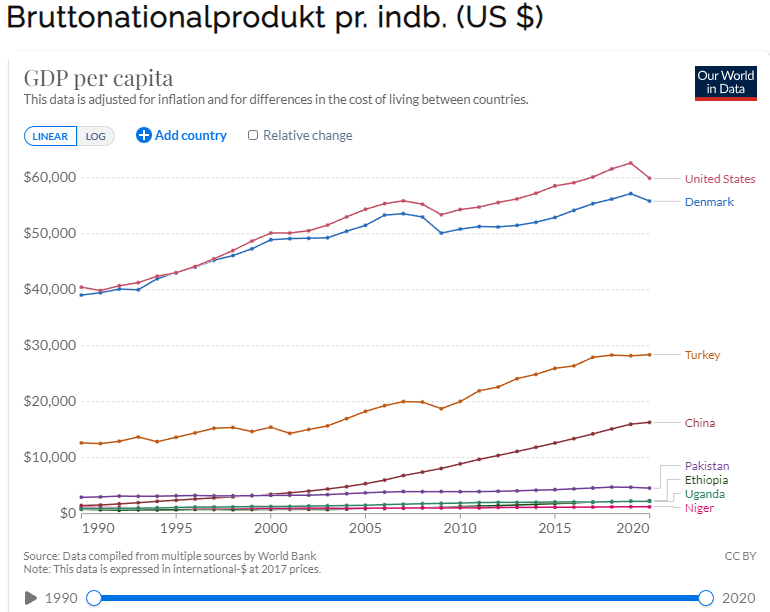 Bruttonationalprodukt pr. indb. (US $)
GDP per capita
This data is adjusted for inflation and for differences in the cost of living between countries.
Our World
in Data
LINEAR LOG Add country Relative change
$60,000
$50,000
$40,000
$30,000
$20,000
$10,000
$0
United States
Denmark
Turkey
China
Pakistan
Ethiopia
Uganda
Niger
1990 1995 2000 2005 2010 2015 2020
Source: Data compiled from multiple sources by World Bank
CC BY
Note: This data is expressed in international-$ at 2017 prices.
1990 2020